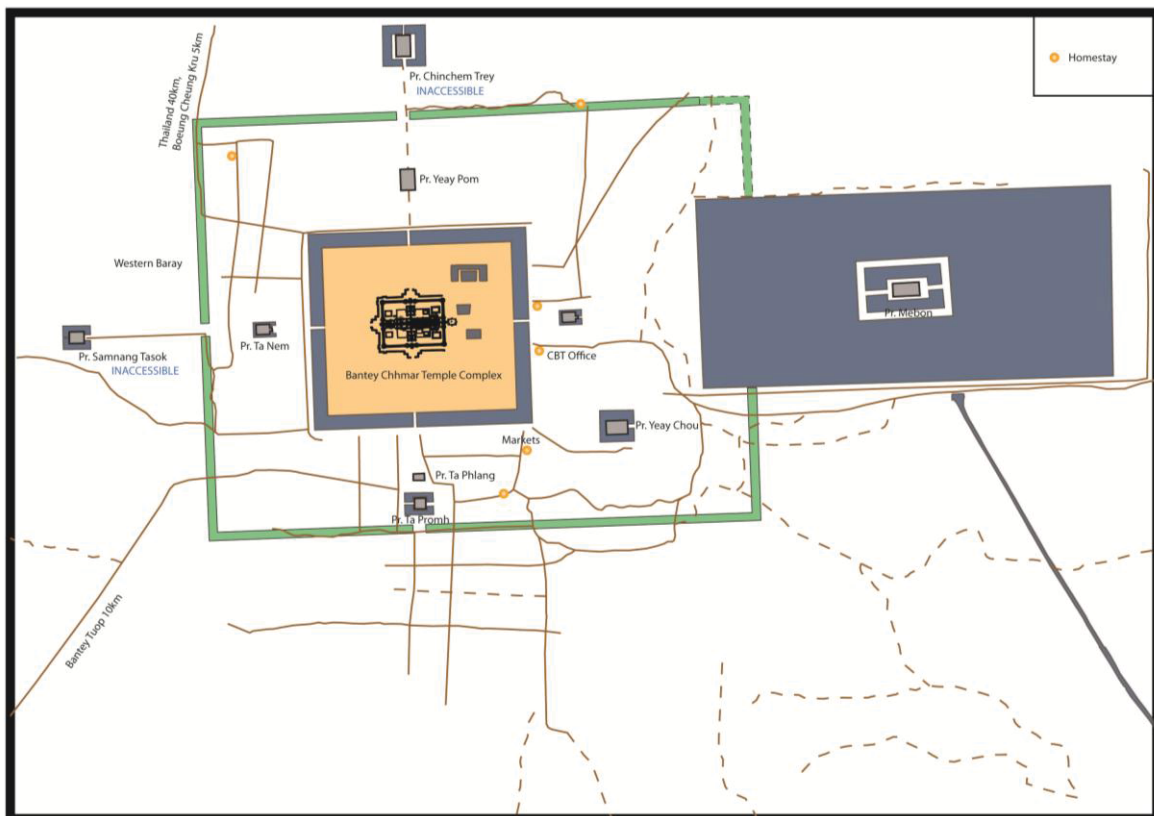 Thailand 40km,
Boeung Cheung Kru 5km
Pr. Chinchem Trey
INACCESSIBLE
Homestay
Pr. Yeay Pom
Western Baray
Pr. Ta Nem
Pr. Samnang Tasok
INACCESSIBLE
Bantey Chhmar Temple Complex
CBT Office
Pr. Mebon
Pr. Yeay Chou
Markets
Pr. Ta Phlang
Pr. Ta Promh
Bantey Tuop 10km